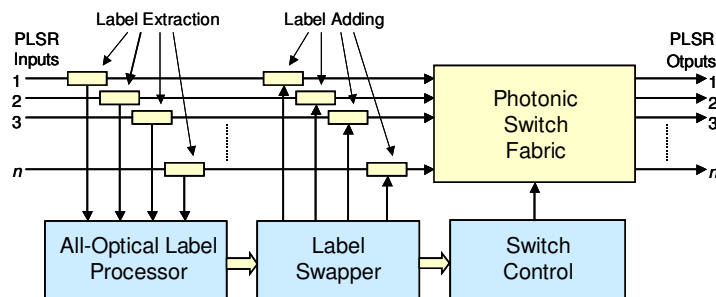 Label Extraction
Label Adding
PLSR
Inputs
PLSR
Otputs
1
2
3
n
1
2
3
n
Photonic
Switch
Fabric
All-Optical Label
Processor
Label
Swapper
Switch
Control